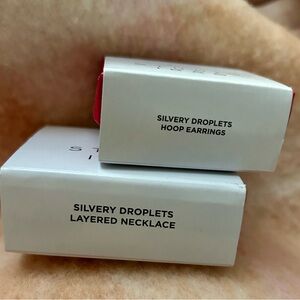 SILVERY DROPLETS
HOOP EARRINGS
SILVERY DROPLETS
LAYERED NECKLACE